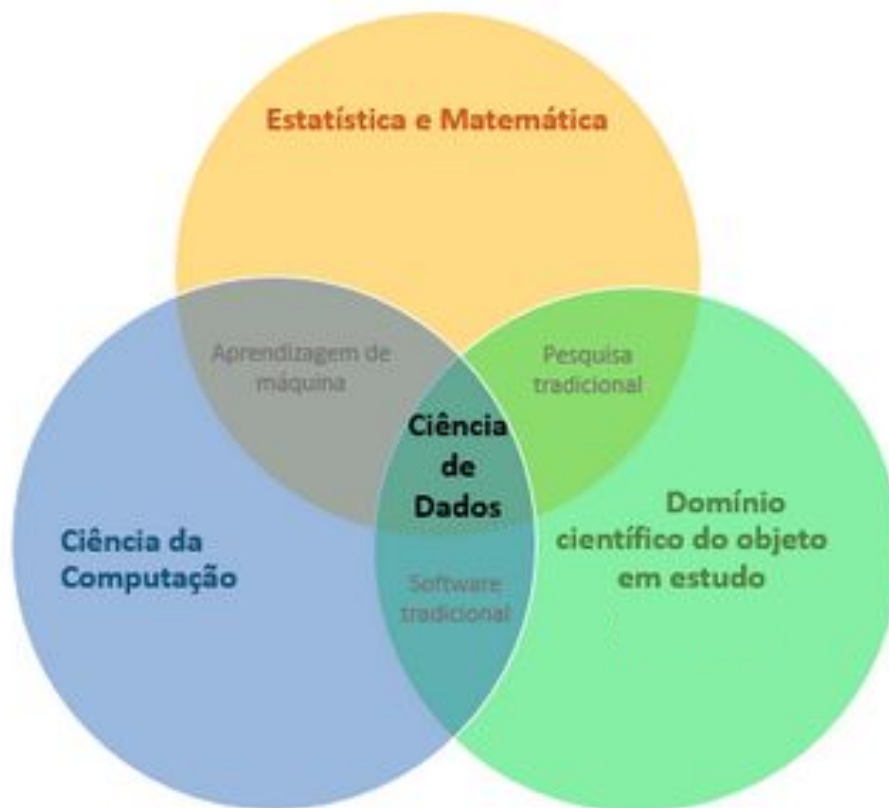 Estatística e Matemática
Aprendizagem de
máquina
Pesquisa
tradicional
Ciência
de
Dados
Domínio
científico do objeto
em estudo
Ciência da
Computação
Software
tradicional